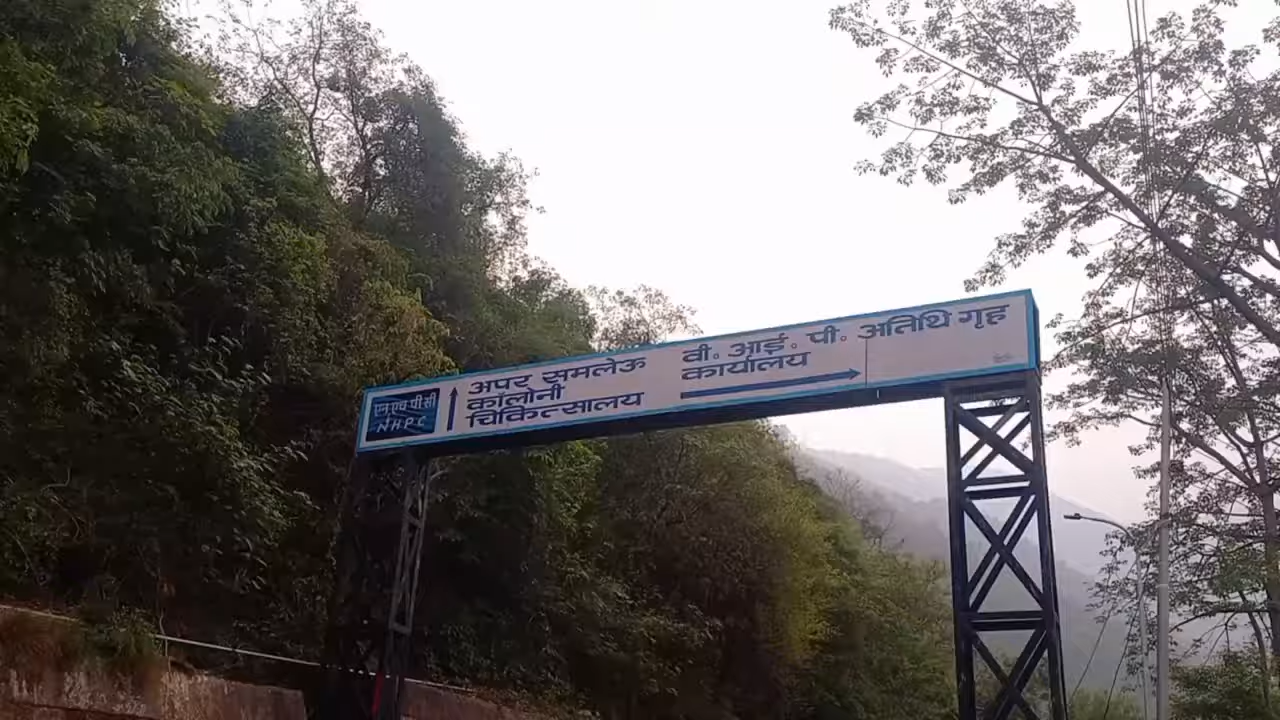 एन एच पी सी
NHPC
अपर समलेऊ
कॉलोनी
चिकित्सालय
वी. आई. पी. अतिथि गृह
कार्यालय